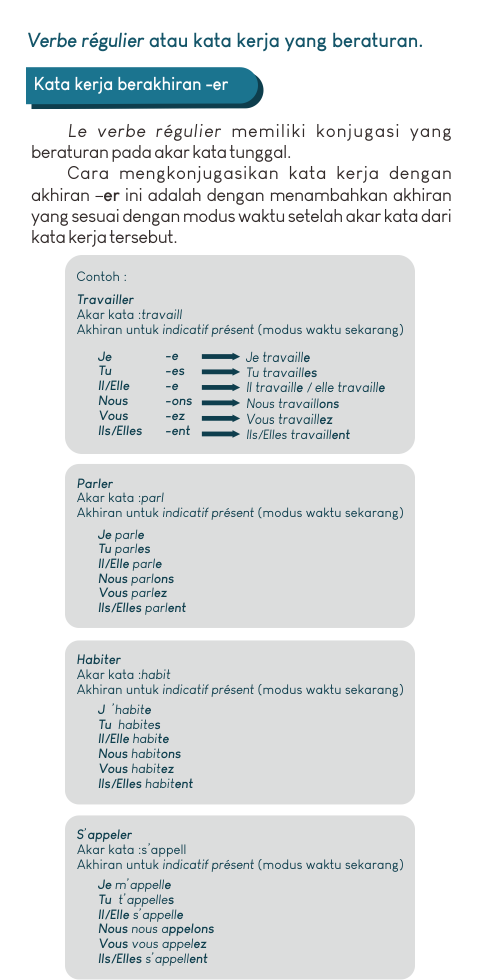 Verbe régulier atau kata kerja yang beraturan.
Kata kerja berakhiran -er
Le verbe régulier memiliki konjugasi yang
beraturan pada akar kata tunggal.
Cara mengkonjugasikan kata kerja dengan
akhiran –er ini adalah dengan menambahkan akhiran
yang sesuai dengan modus waktu setelah akar kata dari
kata kerja tersebut.
Contoh :
Travailler
Akar kata :travaill
Akhiran untuk indicatif présent (modus waktu sekarang)
Je -e Je travaille
Tu -es Tu travailles
Il/Elle -e Il travaille / elle travaille
Nous -ons Nous travaillons
Vous -ez Vous travaillez
Ils/Elles -ent Ils/Elles travaillent
Parler
Akar kata :parl
Akhiran untuk indicatif présent (modus waktu sekarang)
Je parle
Tu parles
Il/Elle parle
Nous parlons
Vous parlez
Ils/Elles parlent
Habiter
Akar kata :habit
Akhiran untuk indicatif présent (modus waktu sekarang)
J 'habite
Tu habites
Il/Elle habite
Nous habitons
Vous habitez
Ils/Elles habitent
S'appeler
Akar kata :s'appell
Akhiran untuk indicatif présent (modus waktu sekarang)
Je m'appelle
Tu t'appelles
Il/Elle s'appelle
Nous nous appelons
Vous vous appelez
Ils/Elles s'appellent